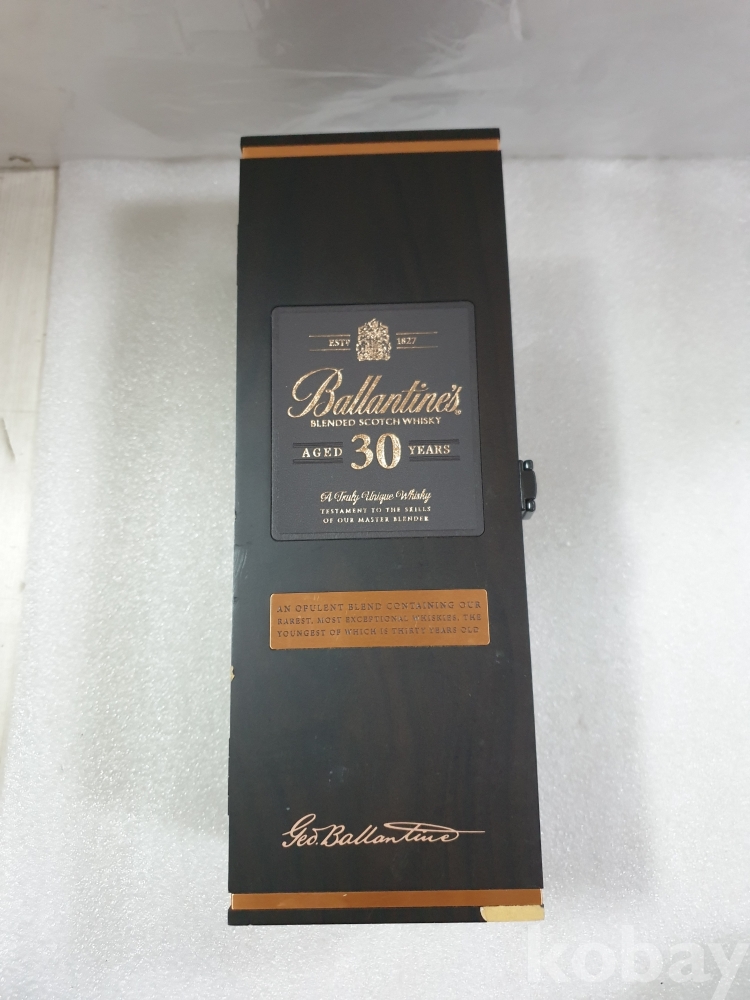 ESTD 1827
Ballantine's
BLENDED SCOTCH WHISKY
AGED 30 YEARS
A Truly Unique Whisky
TESTAMENT TO THE SKILLS
OF OUR MASTER BLENDER
AN OPULENT BLEND CONTAINING OUR
RAREST, MOST EXCEPTIONAL WHISKIES, THE
YOUNGEST OF WHICH IS THIRTY YEARS OLD
Geo. Ballantine
kobay